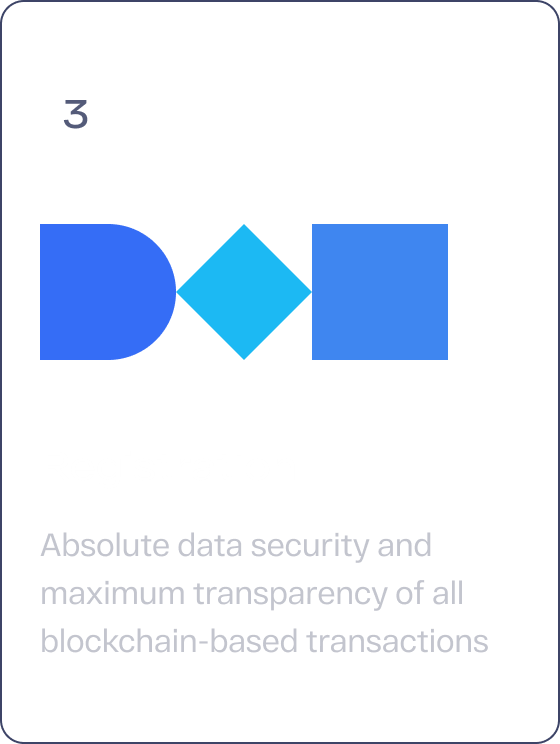 3
Absolute data security and
maximum transparency of all
blockchain-based transactions